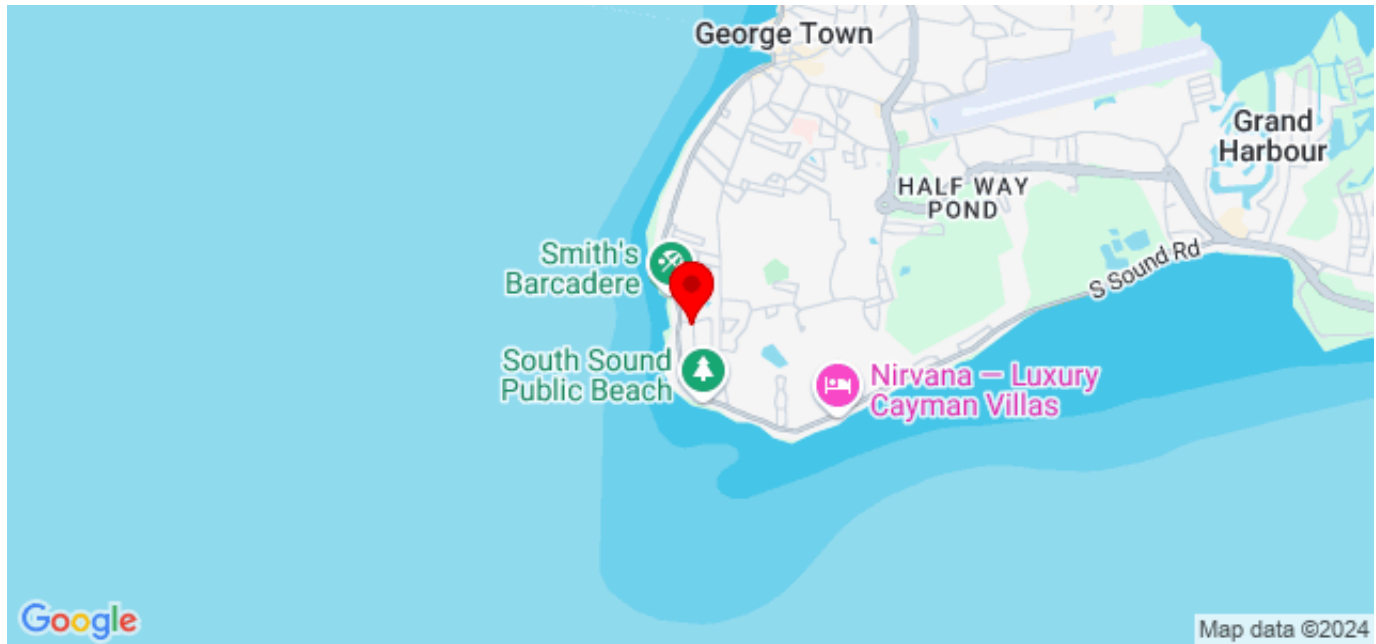 George Town
Grand
Harbour
HALF WAY
POND
Smith's
Barcadere
S Sound Rd
South Sound
Public Beach
Nirvana — Luxury
Cayman Villas
Google
Map data ©2024